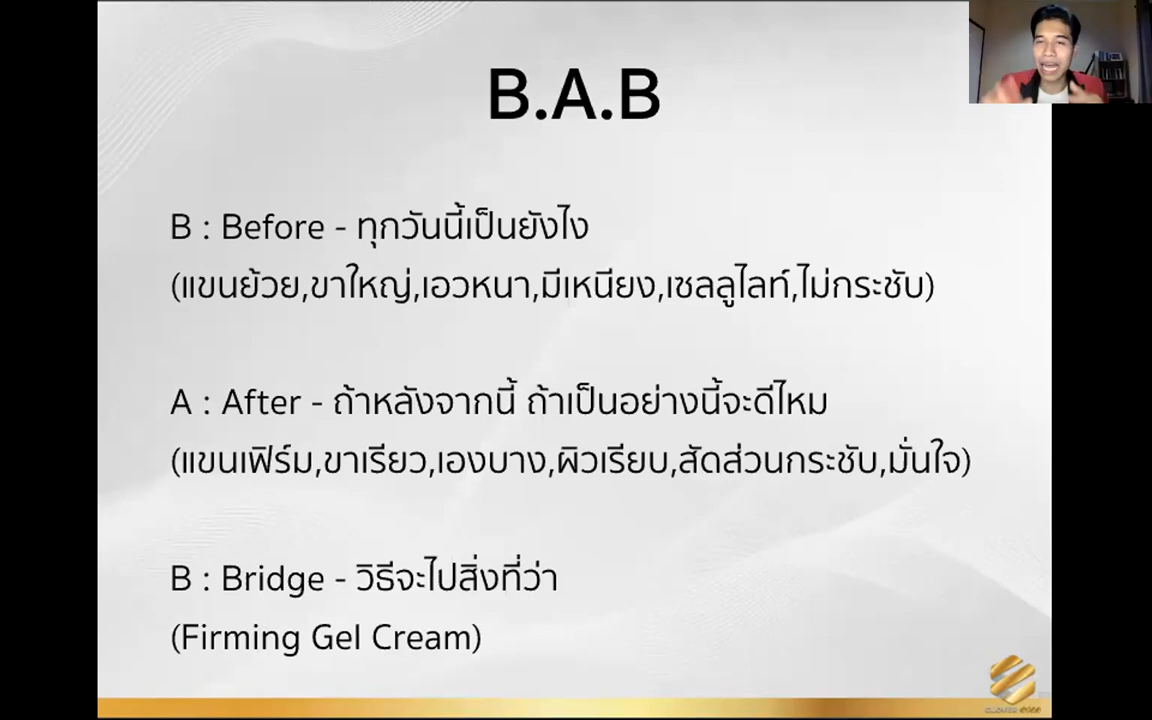 B.A.B
B : Before - ทุกวันนี้เป็นยังไง
(แขนย้วย,ขาใหญ่,เอวหนา,มีเหนียง,เซลลูไลท์,ไม่กระชับ)
A : After - ถ้าหลังจากนี้ ถ้าเป็นอย่างนี้จะดีไหม
(แขนเฟิร์ม,ขาเรียว,เองบาง,ผิวเรียบ,สัดส่วนกระชับ,มั่นใจ)
B : Bridge - วิธีจะไปสิ่งที่ว่า
(Firming Gel Cream)